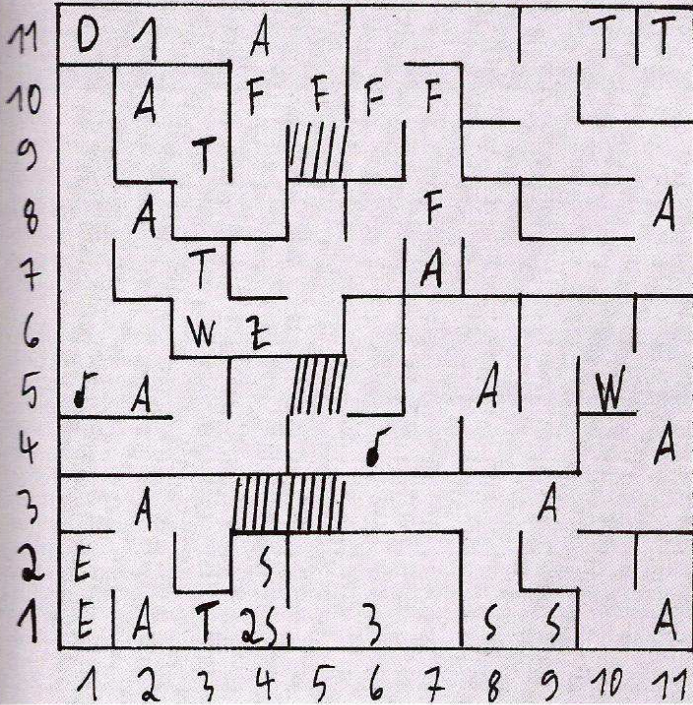 11 D 1 A T T
10 A F F F F
9 T
8 A F A
7 T A
6 W Z
5 ♪ A A W
4 ♪ A
3 A A
2 E S
1 E A T 2S 3 S S A
1 2 3 4 5 6 7 8 9 10 11